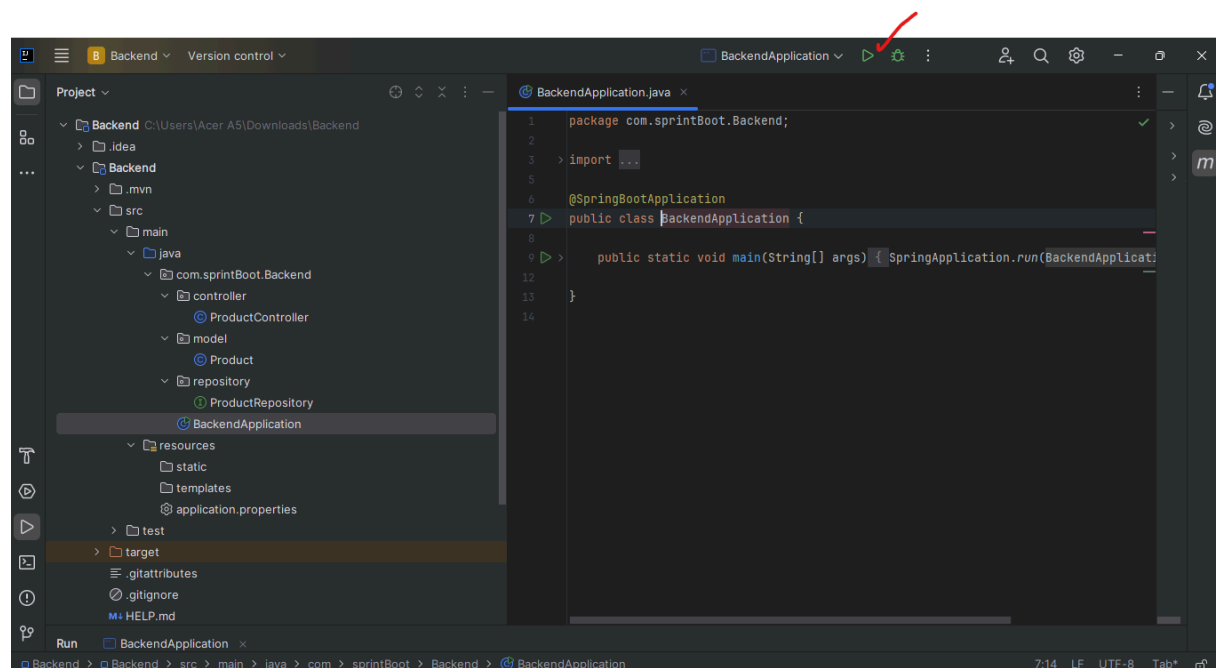 B Backend Version control BackendApplication
Project
BackendApplication.java
Backend C:\Users\Acer A5\Downloads\Backend
.idea
Backend
.mvn
src
main
java
com.sprintBoot.Backend
controller
ProductController
model
Product
repository
ProductRepository
BackendApplication
resources
static
templates
application.properties
test
target
.gitattributes
.gitignore
M↓ HELP.md
1 package com.sprintBoot.Backend;
2
3 import ...
5
6 @SpringBootApplication
7 public class BackendApplication {
8
9 public static void main(String[] args) { SpringApplication.run(BackendApplicati
12
13 }
14
m
Run BackendApplication
Backend > Backend > src > main > java > com > sprintBoot > Backend > BackendApplication 7:14 LF UTF-8 Tab*